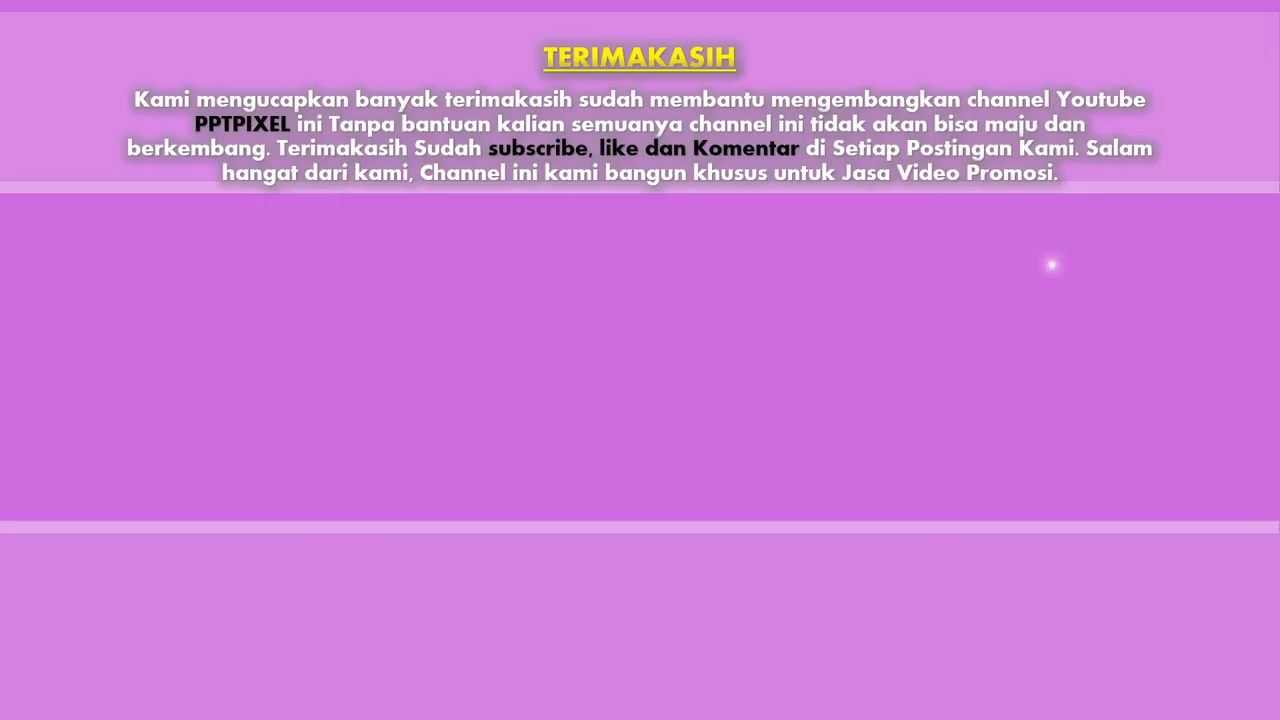 TERIMAKASIH
Kami mengucapkan banyak terimakasih sudah membantu mengembangkan channel Youtube
PPTPIXEL ini Tanpa bantuan kalian semuanya channel ini tidak akan bisa maju dan
berkembang. Terimakasih Sudah subscribe, like dan Komentar di Setiap Postingan Kami. Salam
hangat dari kami, Channel ini kami bangun khusus untuk Jasa Video Promosi.